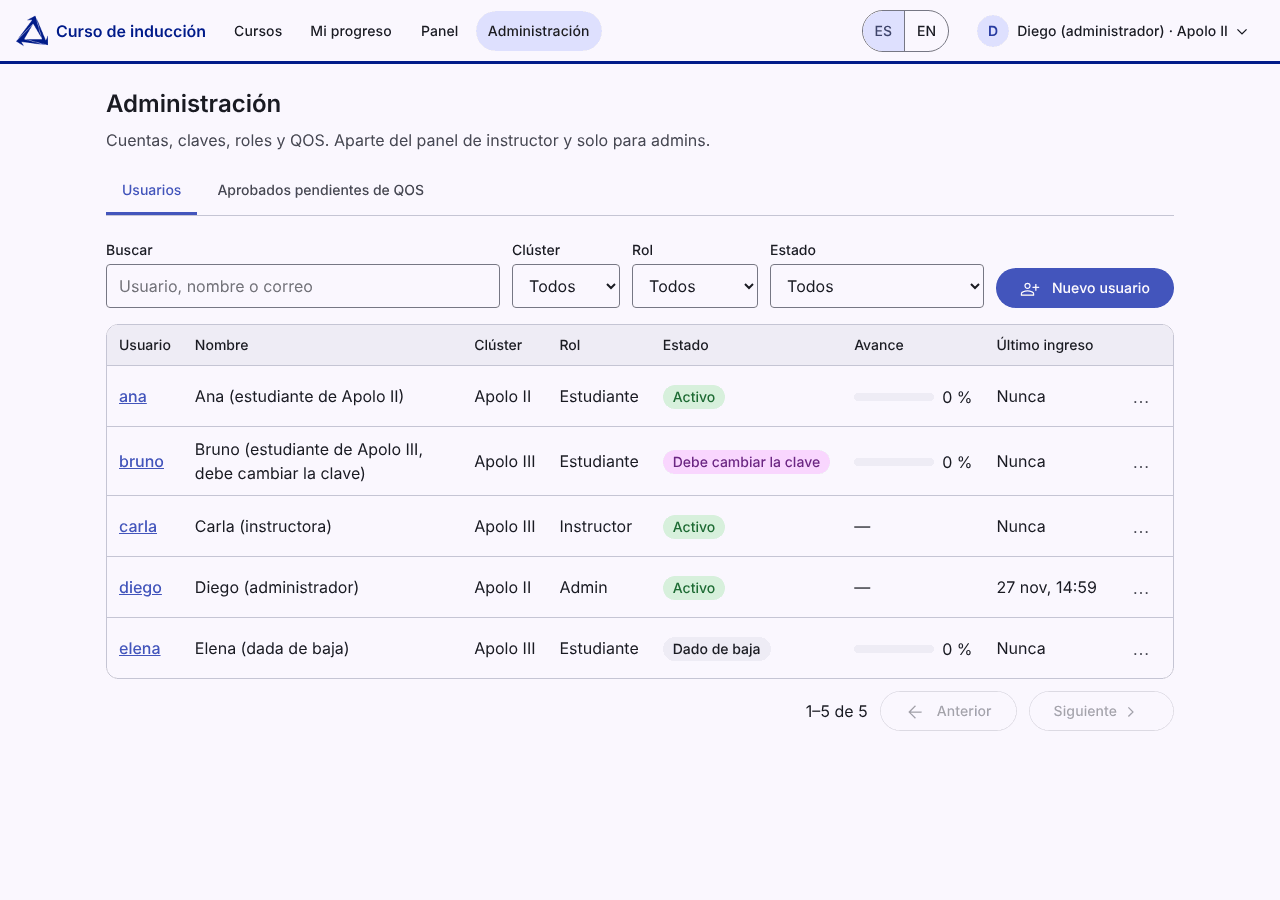 Curso de inducción Cursos Mi progreso Panel Administración ES EN D Diego (administrador) · Apolo II
Administración
Cuentas, claves, roles y QOS. Aparte del panel de instructor y solo para admins.
Usuarios Aprobados pendientes de QOS
Buscar Clúster Rol Estado
Usuario, nombre o correo Todos Todos Todos Nuevo usuario
Usuario Nombre Clúster Rol Estado Avance Último ingreso
ana Ana (estudiante de Apolo II) Apolo II Estudiante Activo 0 % Nunca ...
bruno Bruno (estudiante de Apolo III, debe cambiar la clave) Apolo III Estudiante Debe cambiar la clave 0 % Nunca ...
carla Carla (instructora) Apolo III Instructor Activo — Nunca ...
diego Diego (administrador) Apolo II Admin Activo — 27 nov, 14:59 ...
elena Elena (dada de baja) Apolo III Estudiante Dado de baja 0 % Nunca ...
1–5 de 5 Anterior Siguiente